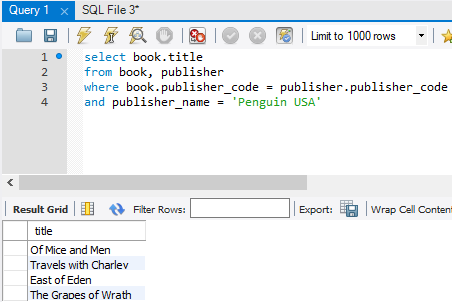 Query 1
SQL File 3*
Limit to 1000 rows
1 select book.title
2 from book, publisher
3 where book.publisher_code = publisher.publisher_code
4 and publisher_name = 'Penguin USA'
Result Grid Filter Rows: Export: Wrap Cell Conten
title
Of Mice and Men
Travels with Charley
East of Eden
The Grapes of Wrath